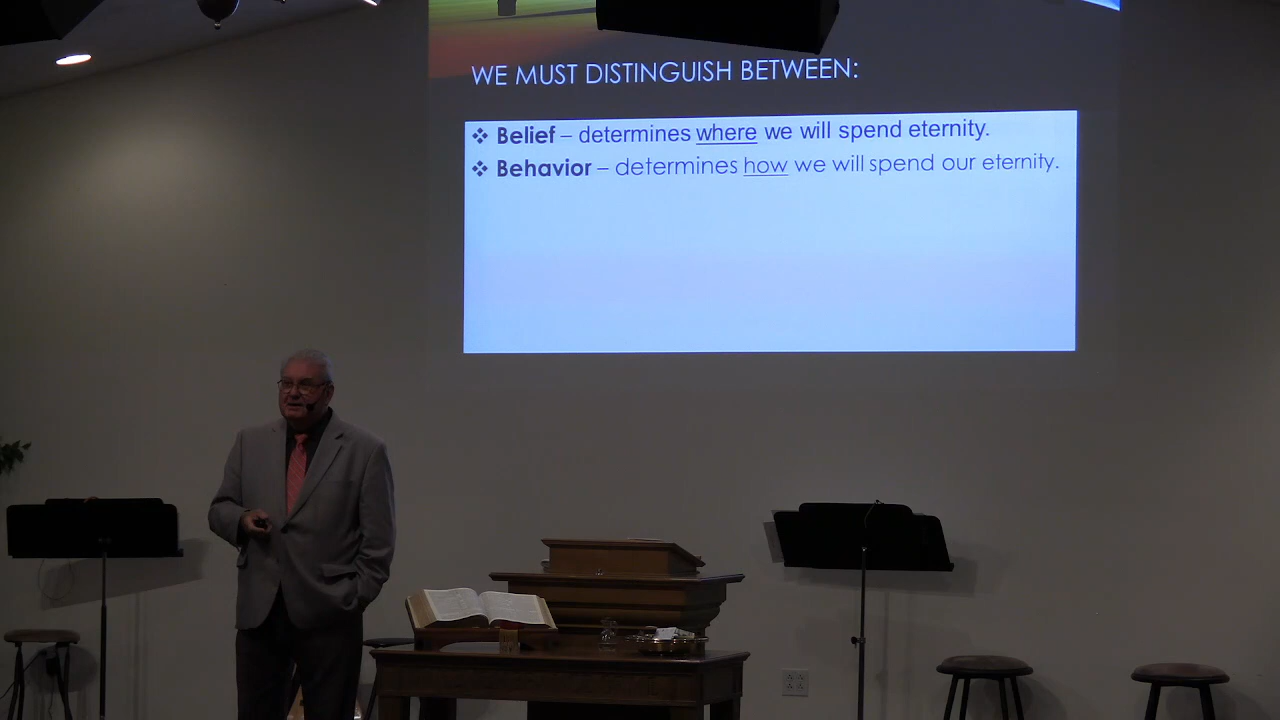 WE MUST DISTINGUISH BETWEEN:
❖ Belief – determines where we will spend eternity.
❖ Behavior – determines how we will spend our eternity.